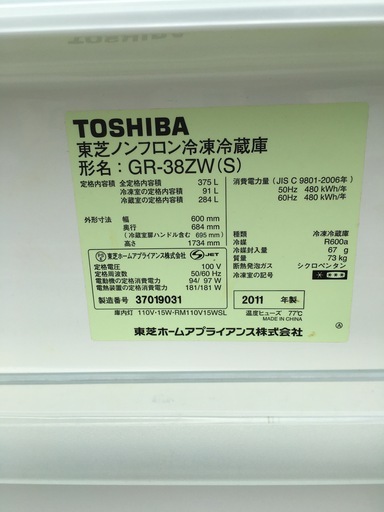 TOSHIBA
東芝ノンフロン冷凍冷蔵庫
形名：GR-38ZW(S)
定格内容積 全定格内容積 375 L
冷凍室の定格内容積 91 L
冷蔵室の定格内容積 284 L
消費電力量 (JIS C 9801-2006年)
50Hz 480 kWh/年
60Hz 480 kWh/年
外形寸法 幅 600 mm
奥行 684 mm
(冷蔵室扉ハンドル含む 695 mm)
高さ 1734 mm
種類 冷凍冷蔵庫
冷媒 R600a
冷媒封入量 67 g
質量 73 kg
断熱発泡ガス シクロペンタン
冷凍室の記号
東芝ホームアプライアンス株式会社 JET
定格電圧 100 V
定格周波数 50/60 Hz
電動機の定格消費電力 94/ 97 W
電熱装置の定格消費電力 181/181 W
製造番号 37019031
2011 年製
庫内灯 110V･15W-RM110V15WSL
温度ヒューズ 77℃
MADE IN CHINA
東芝ホームアプライアンス株式会社
Ⓐ